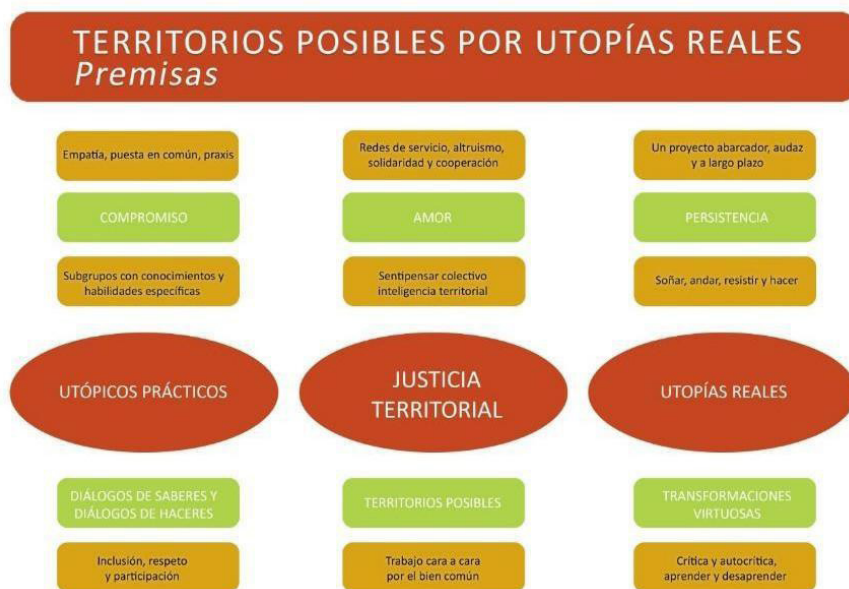 TERRITORIOS POSIBLES POR UTOPÍAS REALES
Premisas
Empatía, puesta en común, praxis
Redes de servicio, altruismo,
solidaridad y cooperación
Un proyecto abarcador, audaz
y a largo plazo
COMPROMISO
AMOR
PERSISTENCIA
Subgrupos con conocimientos y
habilidades específicas
Sentipensar colectivo
inteligencia territorial
Soñar, andar, resistir y hacer
UTÓPICOS PRÁCTICOS
JUSTICIA
TERRITORIAL
UTOPÍAS REALES
DIÁLOGOS DE SABERES Y
DIÁLOGOS DE HACERES
TERRITORIOS POSIBLES
TRANSFORMACIONES
VIRTUOSAS
Inclusión, respeto
y participación
Trabajo cara a cara
por el bien común
Crítica y autocrítica,
aprender y desaprender